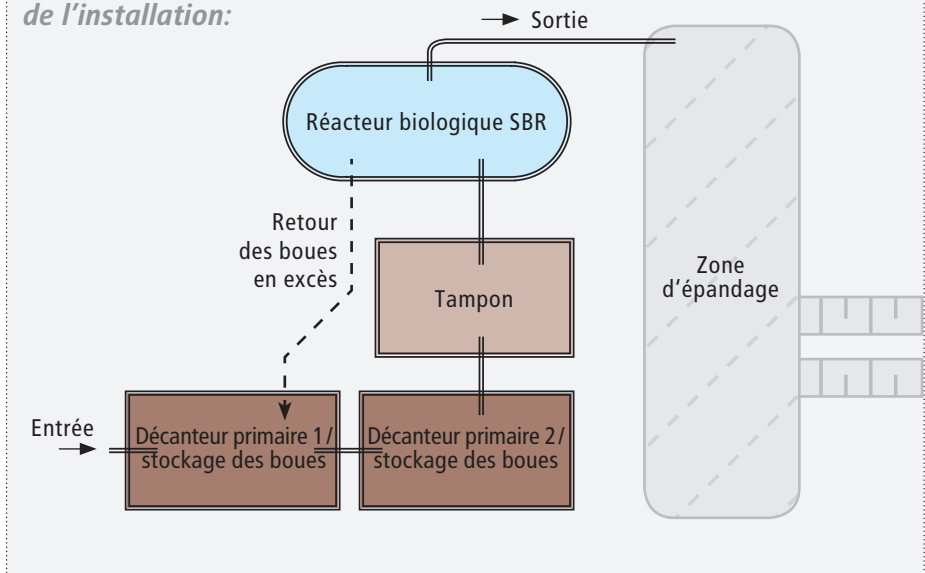 de l'installation:
Sortie
Réacteur biologique SBR
Retour
des boues
en excès
Tampon
Zone
d'épandage
Entrée
Décanteur primaire 1/
stockage des boues
Décanteur primaire 2/
stockage des boues